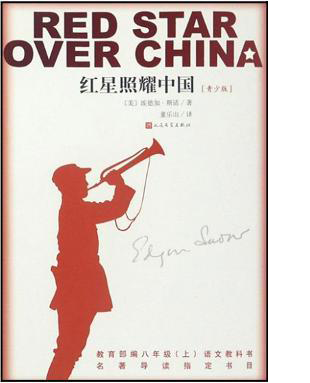 RED STAR
OVER CHINA
红星照耀中国 [青少版]
(美)埃德加·斯诺 / 著
董乐山 / 译
人民文学出版社
Edgar Snow
教育部编八年级(上)语文教科书
名著导读指定书目